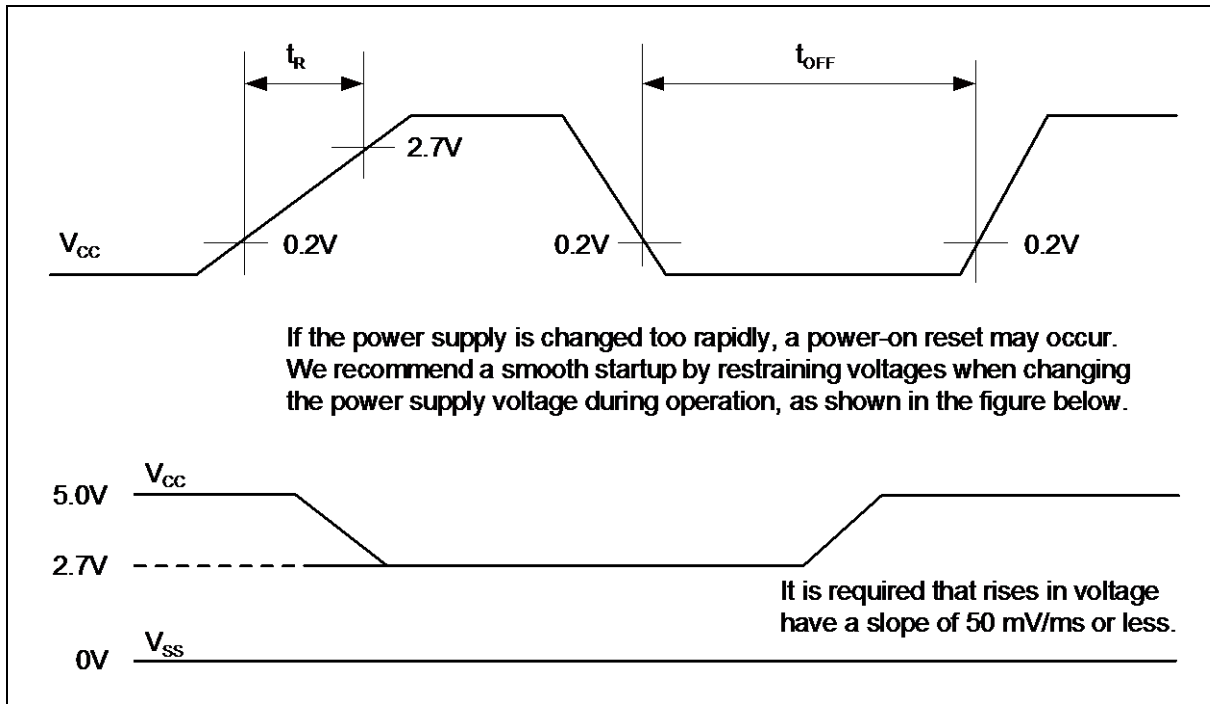 tR
tOFF
2.7V
VCC
0.2V
0.2V
0.2V
If the power supply is changed too rapidly, a power-on reset may occur.
We recommend a smooth startup by restraining voltages when changing
the power supply voltage during operation, as shown in the figure below.
VCC
5.0V
2.7V
It is required that rises in voltage
have a slope of 50 mV/ms or less.
VSS
0V